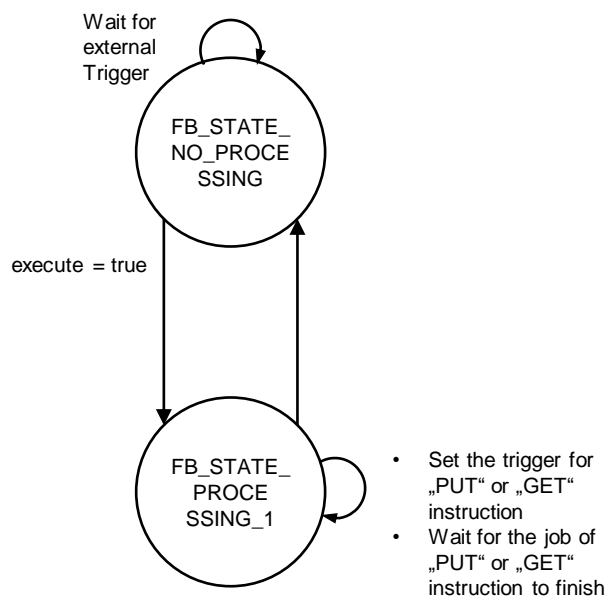 Wait for
external
Trigger
FB_STATE_
NO_PROCE
SSING
execute = true
FB_STATE_
PROCE
SSING_1
• Set the trigger for
„PUT“ or „GET“
instruction
• Wait for the job of
„PUT“ or „GET“
instruction to finish